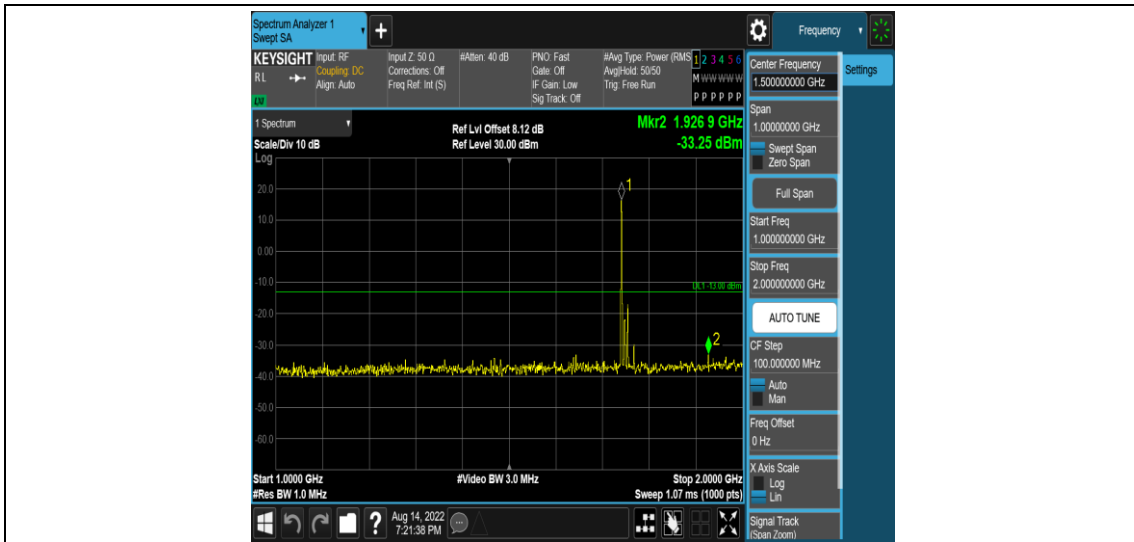 Spectrum Analyzer 1
Swept SA
+
Frequency
KEYSIGHT
RL
LXI
Input: RF
Coupling: DC
Align: Auto
Input Z: 50 Ω
Corrections: Off
Freq Ref: Int (S)
#Atten: 40 dB
PNO: Fast
Gate: Off
IF Gain: Low
Sig Track: Off
#Avg Type: Power (RMS
Avg|Hold: 50/50
Trig: Free Run
1 2 3 4 5 6
M W W W W W
P P P P P P
Center Frequency
1.500000000 GHz
Settings
Span
1.00000000 GHz
Swept Span
Zero Span
Full Span
Start Freq
1.000000000 GHz
Stop Freq
2.000000000 GHz
AUTO TUNE
CF Step
100.000000 MHz
Auto
Man
Freq Offset
0 Hz
X Axis Scale
Log
Lin
Signal Track
(Span Zoom)
1 Spectrum
Scale/Div 10 dB
Log
Ref Lvl Offset 8.12 dB
Ref Level 30.00 dBm
Mkr2 1.926 9 GHz
-33.25 dBm
20.0
10.0
0.00
-10.0
-20.0
-30.0
-40.0
-50.0
-60.0
1
DL1 -13.00 dBm
2
Start 1.0000 GHz
#Res BW 1.0 MHz
#Video BW 3.0 MHz
Stop 2.0000 GHz
Sweep 1.07 ms (1000 pts)
?
Aug 14, 2022
7:21:38 PM